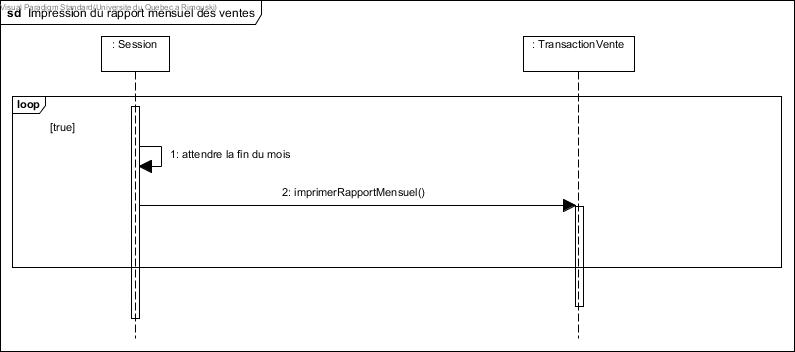 Visual Paradigm Standard(Universite du Quebec a Rimouski)
sd Impression du rapport mensuel des ventes
: Session
: TransactionVente
loop
[true]
1: attendre la fin du mois
2: imprimerRapportMensuel()